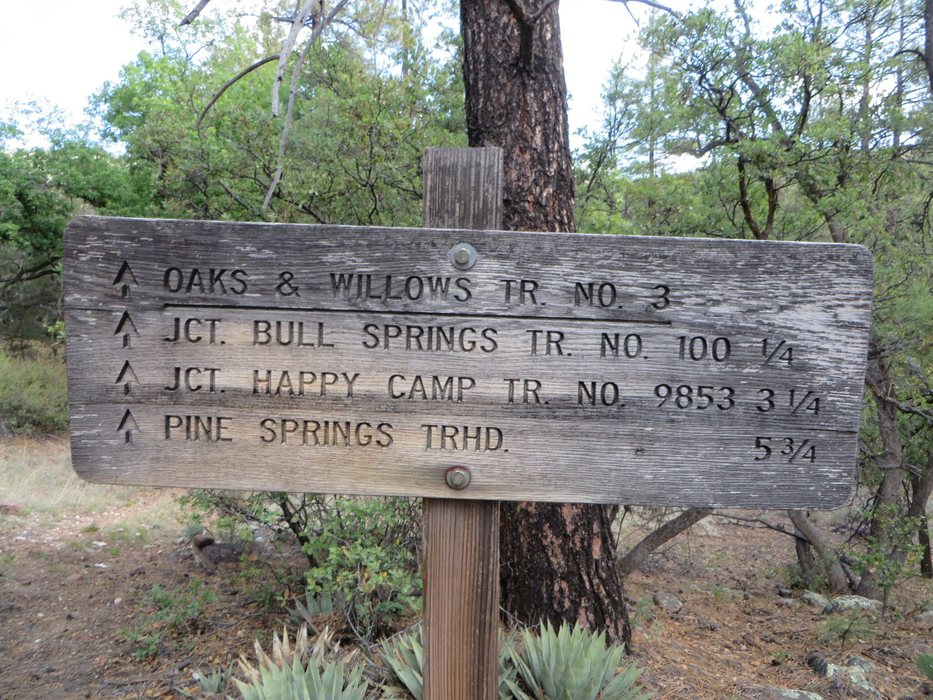 OAKS & WILLOWS TR. NO. 3
JCT. BULL SPRINGS TR. NO. 100 1/4
JCT. HAPPY CAMP TR. NO. 9853 3 1/4
PINE SPRINGS TRHD. 5 3/4